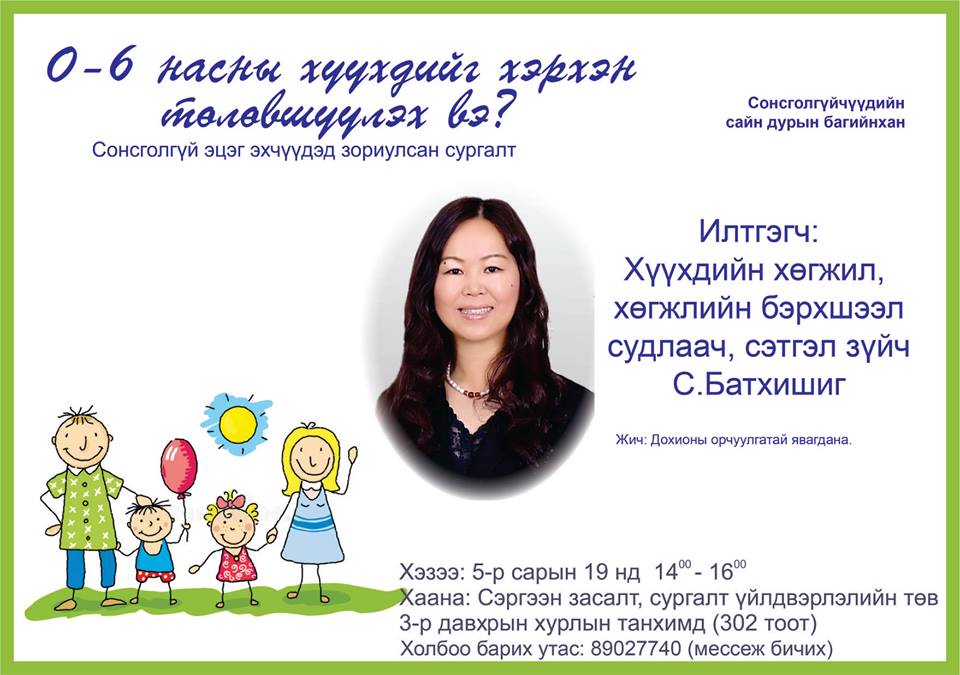 0-6 насны хүүхдийг хэрхэн
төлөвшүүлэх вэ?
Сонсголгүй эцэг эхчүүдэд зориулсан сургалт
Сонсголгүйчүүдийн
сайн дурын багийнхан
Илтгэгч:
Хүүхдийн хөгжил,
хөгжлийн бэрхшээл
судлаач, сэтгэл зүйч
С.Батхишиг
Жич: Дохионы орчуулгатай явагдана.
Хэзээ: 5-р сарын 19 нд 14⁰⁰ - 16⁰⁰
Хаана: Сэргээн засалт, сургалт үйлдвэрлэлийн төв
3-р давхрын хурлын танхимд (302 тоот)
Холбоо барих утас: 89027740 (мессеж бичих)